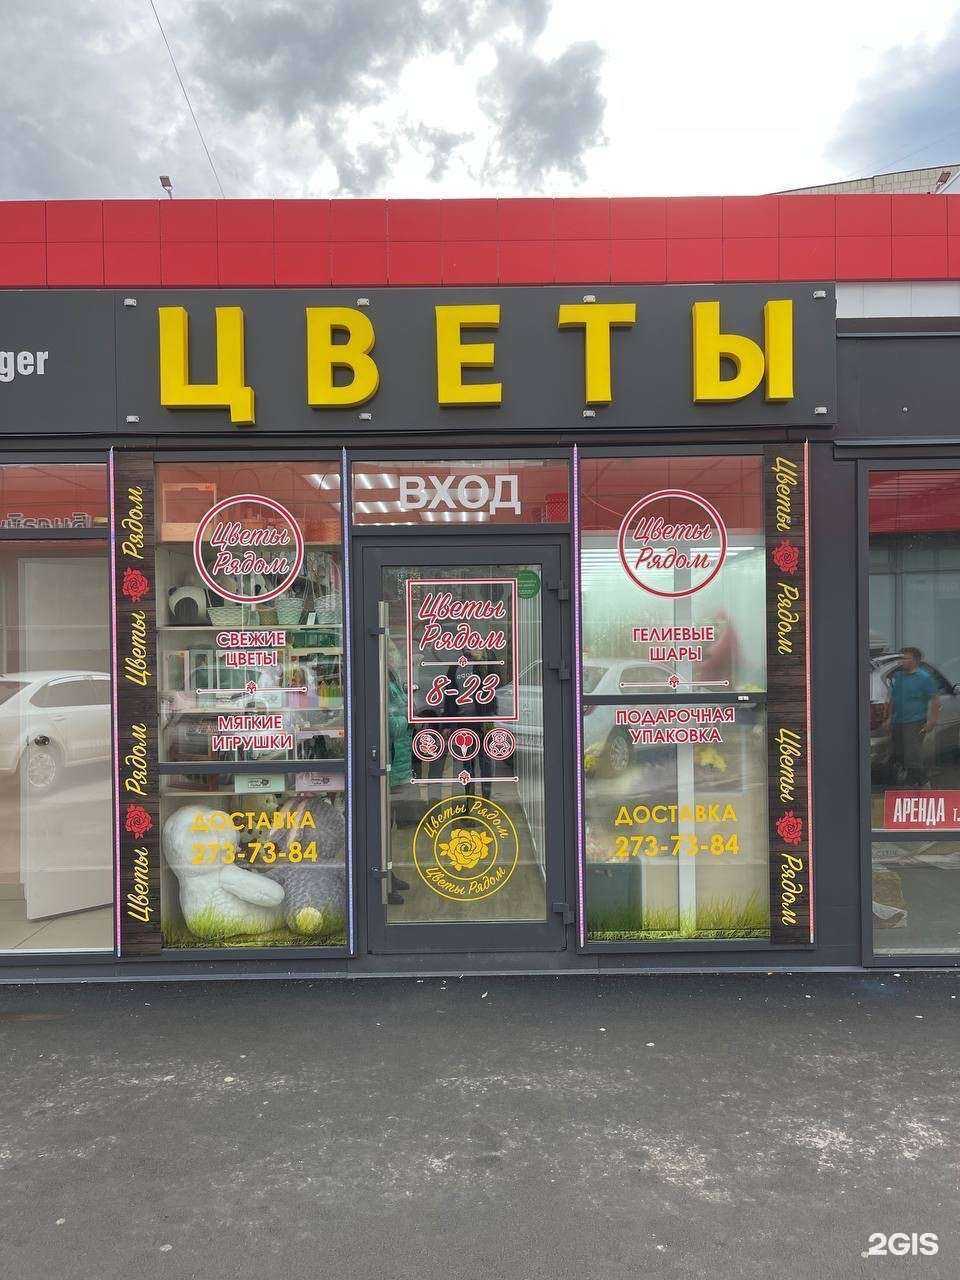 ЦВЕТЫ
ger
ВХОД
Цветы
Рядом
СВЕЖИЕ
ЦВЕТЫ
МЯГКИЕ
ИГРУШКИ
ДОСТАВКА
273-73-84
Цветы
Рядом
8-23
Цветы Рядом
Цветы Рядом
Цветы
Рядом
ГЕЛИЕВЫЕ
ШАРЫ
ПОДАРОЧНАЯ
УПАКОВКА
ДОСТАВКА
273-73-84
Цветы Рядом Цветы Рядом
Цветы Рядом Цветы Рядом
АРЕНДА т.
2GIS